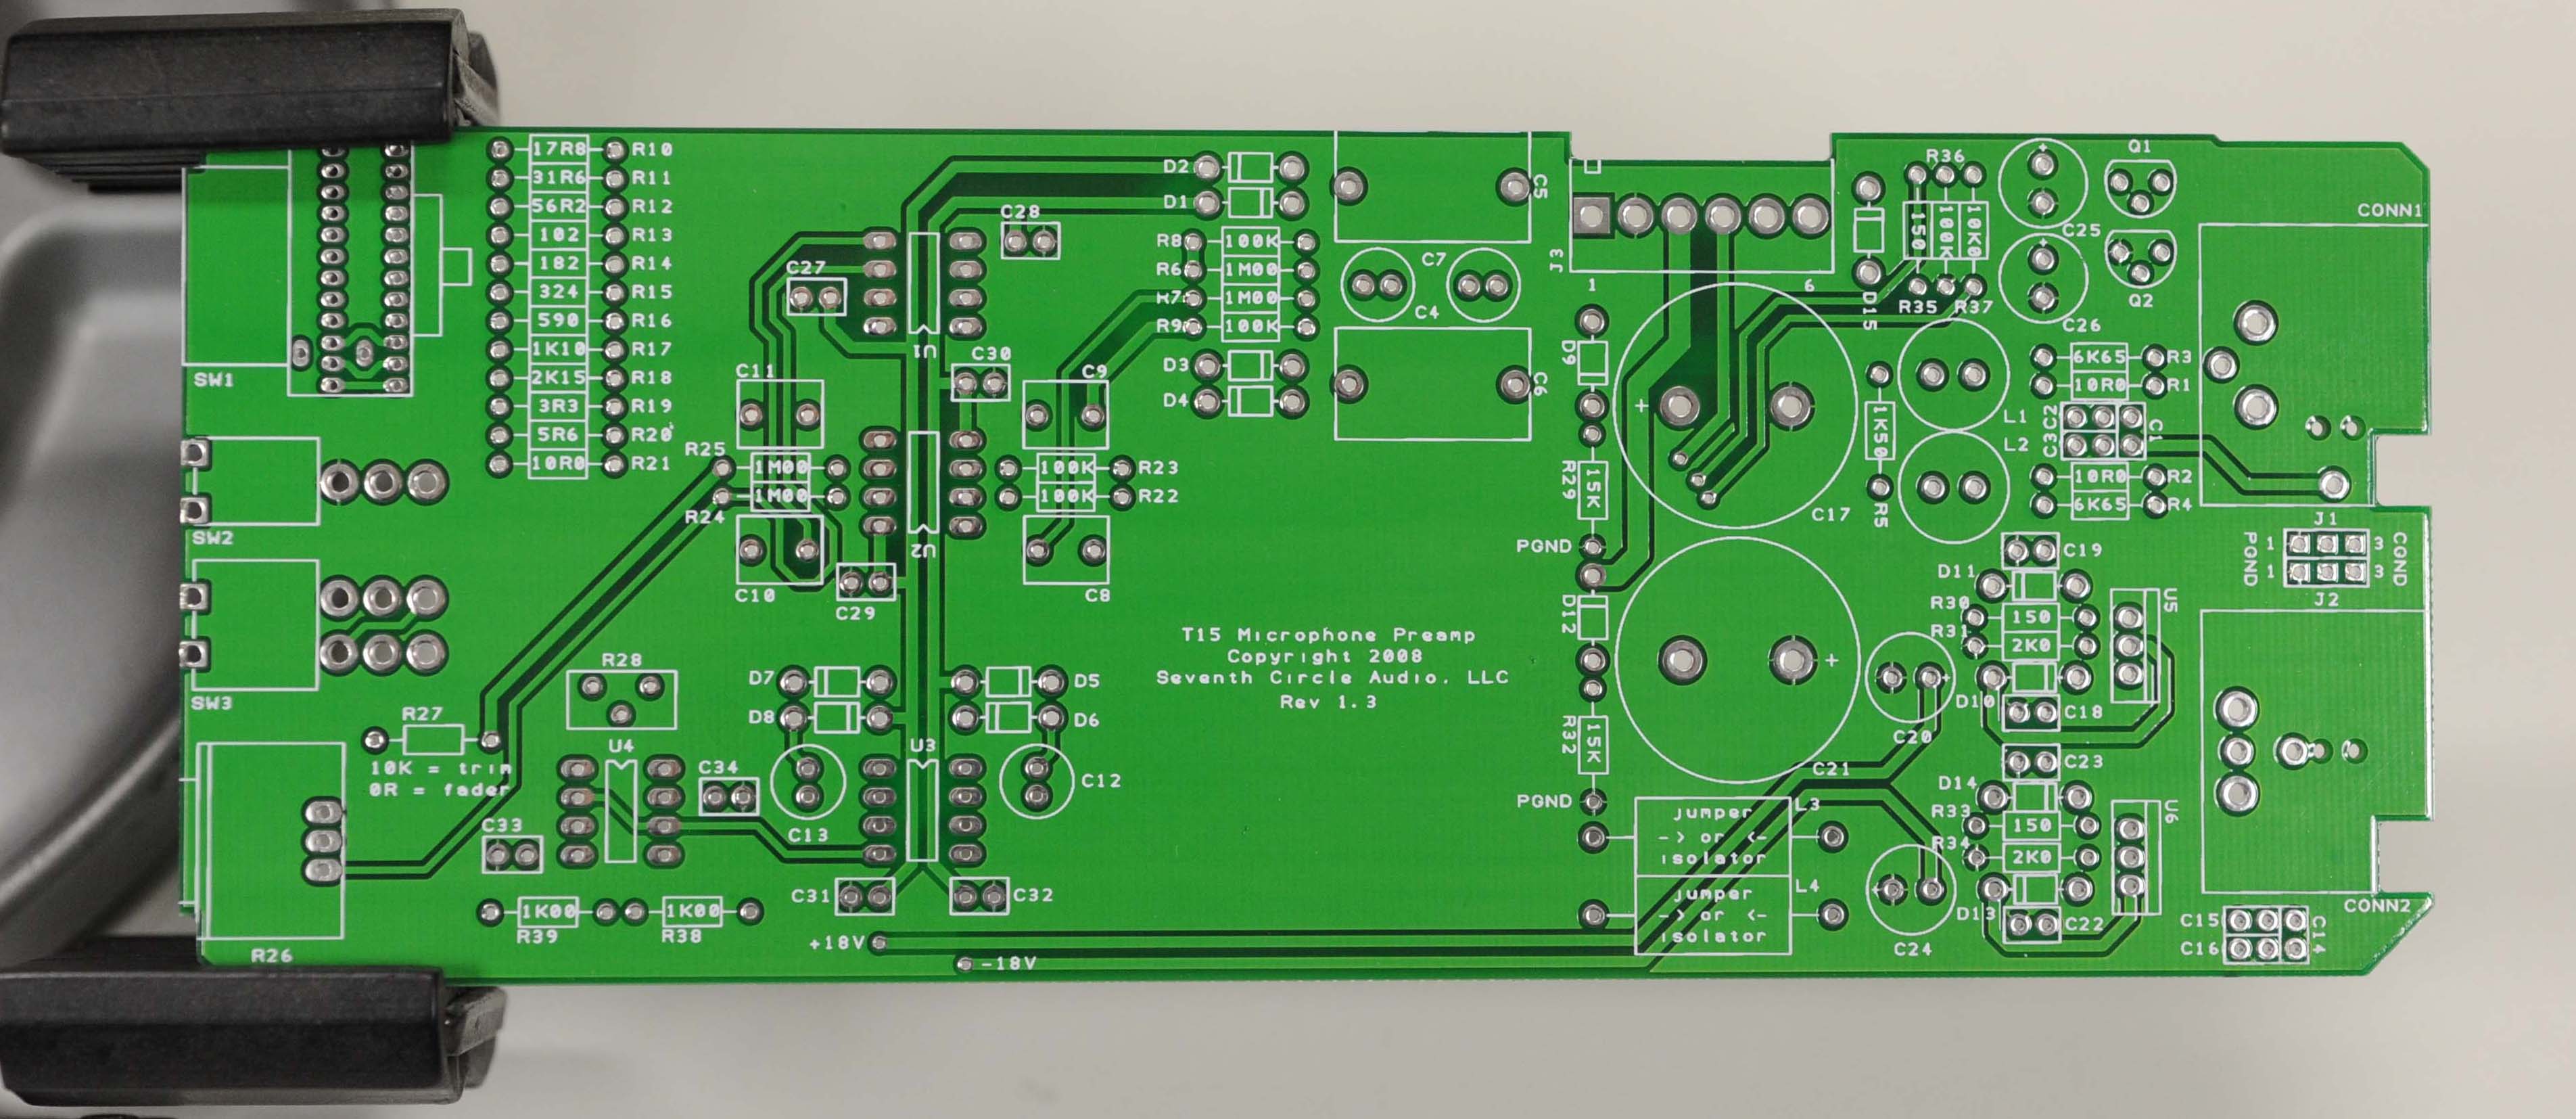 17R8 R10
31R6 R11
56R2 R12
102 R13
182 R14
324 R15
590 R16
1K10 R17
2K15 R18
3R3 R19
5R6 R20
10R0 R21
SW1
SW2
SW3
R25 1M00
R24 1M00
C11
C10
C27
C28
U1
C30
C9
100K R23
100K R22
U2
C29
C8
D2
D1
R8 100K
R6 1M00
R7 1M00
R9 100K
D3
D4
C5
C7
C4
C6
J3
1 6
D9
R29 15K
PGND
D12
R32 15K
PGND
C17
D15
R36
150 100K 10K0
R35 R37
C25
C26
Q1
Q2
CONN1
L1
L2
1K50 R5
6K65 R3
10R0 R1
C2 C1
C3
10R0 R2
6K65 R4
J1
PGND 1 3 CGND
1 3
J2
C19
D11
R30 150
R31 2K0
D10
C18
U5
C20
C21
C23
D14
R33 150
R34 2K0
D13
C22
U6
C24
CONN2
C15 C14
C16
T15 Microphone Preamp
Copyright 2008
Seventh Circle Audio, LLC
Rev 1.3
R28
R27
10K = trim
0R = fader
U4
C34
C33
D7
D8
D5
D6
U3
C13
C12
C31
C32
1K00 1K00
R39 R38
R26
+18V
-18V
jumper L3
-> or <-
isolator
jumper L4
-> or <-
isolator